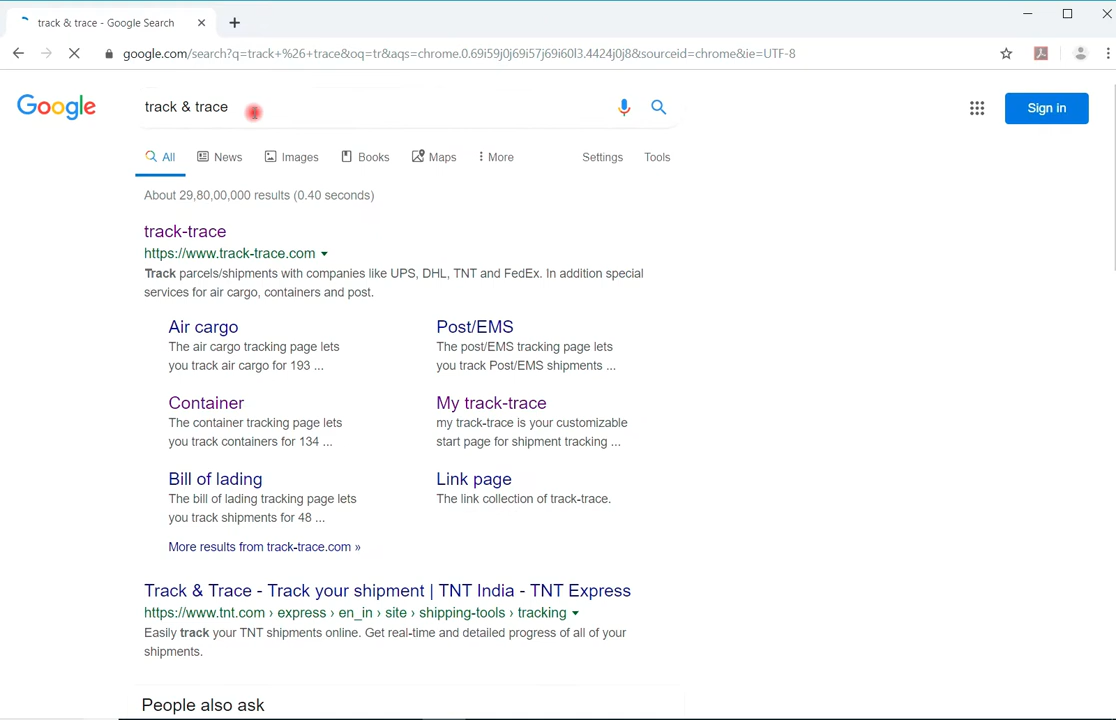 track & trace - Google Search
google.com/search?q=track+%26+trace&oq=tr&aqs=chrome.0.69i59j0j69i57j69i60l3.4424j0j8&sourceid=chrome&ie=UTF-8
Google
track & trace
Sign in
All News Images Books Maps More Settings Tools
About 29,80,00,000 results (0.40 seconds)
track-trace
https://www.track-trace.com
Track parcels/shipments with companies like UPS, DHL, TNT and FedEx. In addition special
services for air cargo, containers and post.
Air cargo
The air cargo tracking page lets
you track air cargo for 193 ...
Post/EMS
The post/EMS tracking page lets
you track Post/EMS shipments ...
Container
The container tracking page lets
you track containers for 134 ...
My track-trace
my track-trace is your customizable
start page for shipment tracking ...
Bill of lading
The bill of lading tracking page lets
you track shipments for 48 ...
Link page
The link collection of track-trace.
More results from track-trace.com »
Track & Trace - Track your shipment | TNT India - TNT Express
https://www.tnt.com › express › en_in › site › shipping-tools › tracking
Easily track your TNT shipments online. Get real-time and detailed progress of all of your
shipments.
People also ask